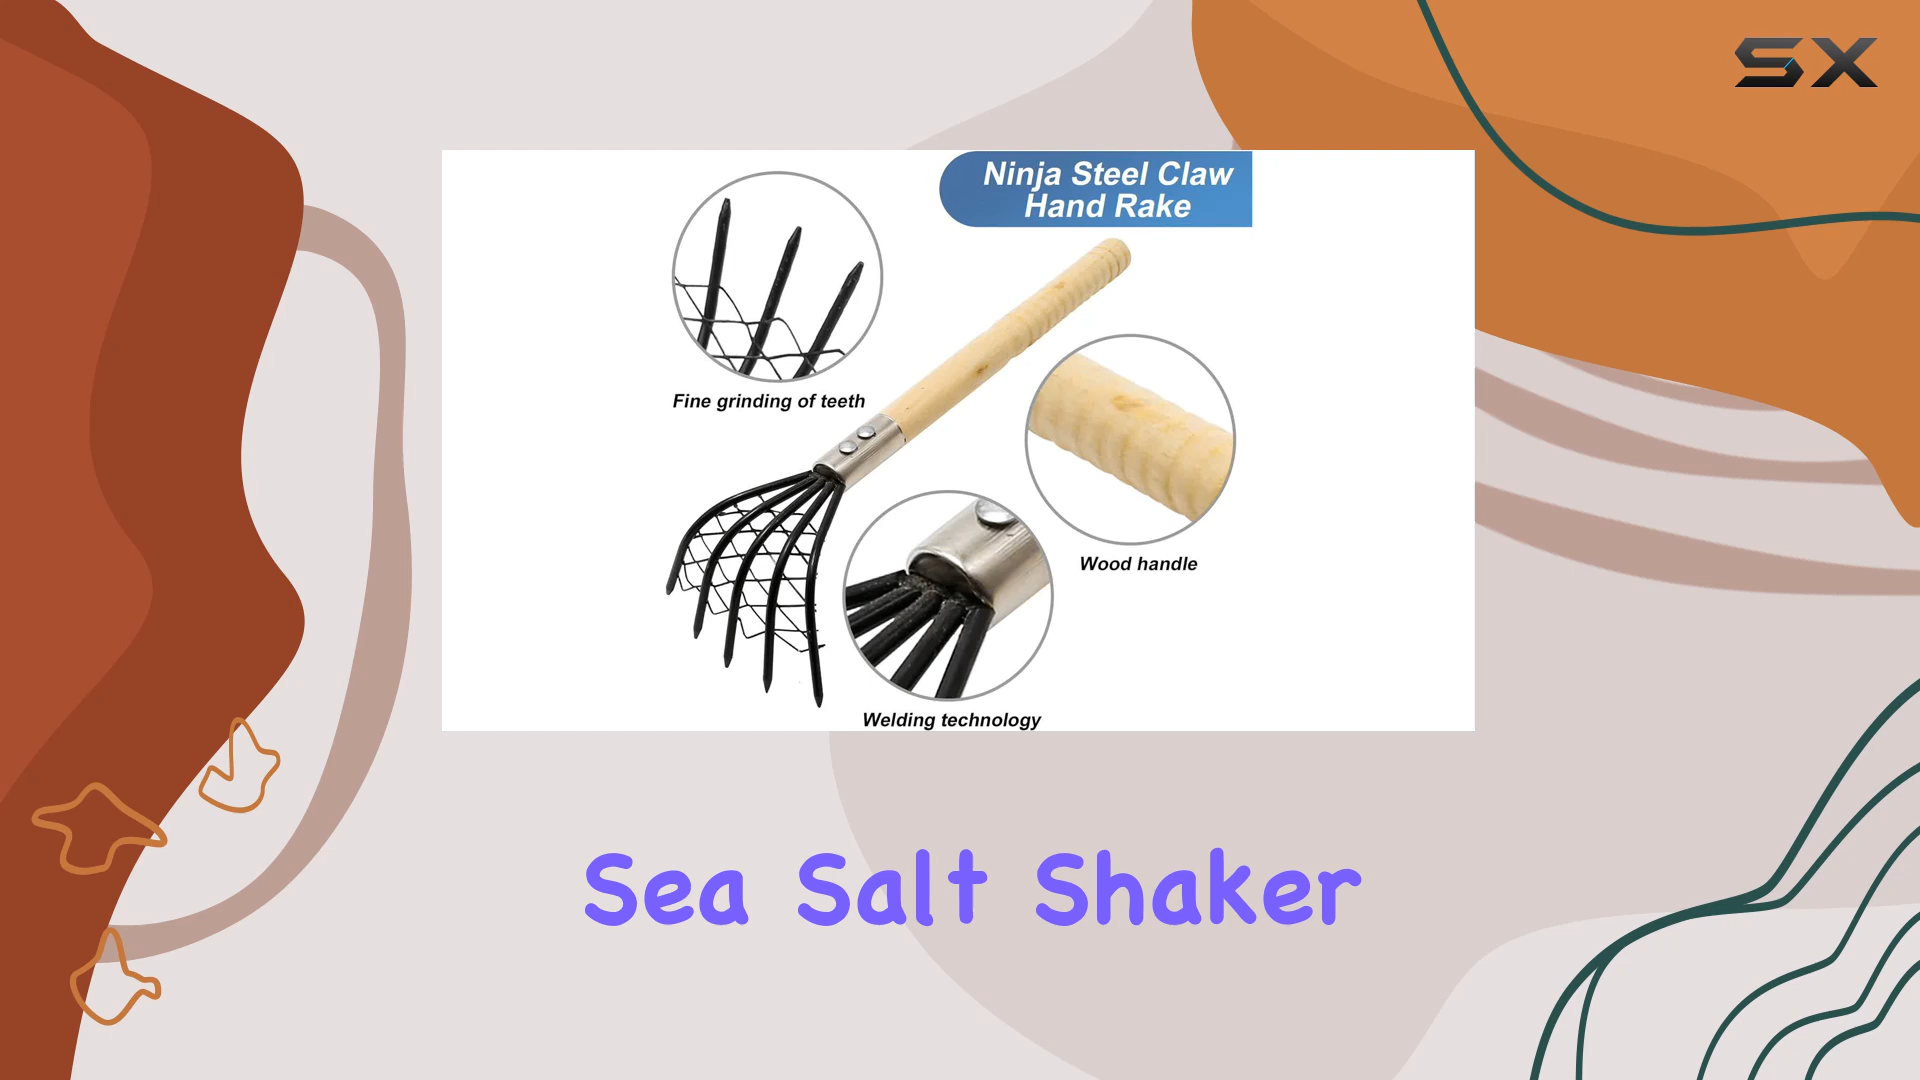 SX
Ninja Steel Claw
Hand Rake
Fine grinding of teeth
Wood handle
Welding technology
Sea Salt Shaker